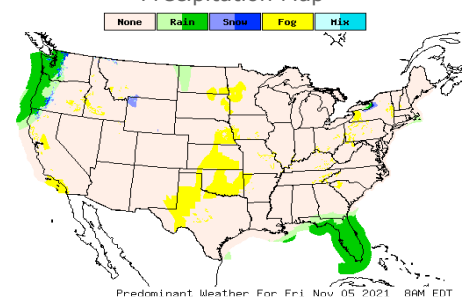 Precipitation Map
None Rain Snow Fog Mix
Predominant Weather For Fri Nov 05 2021 8AM EDT